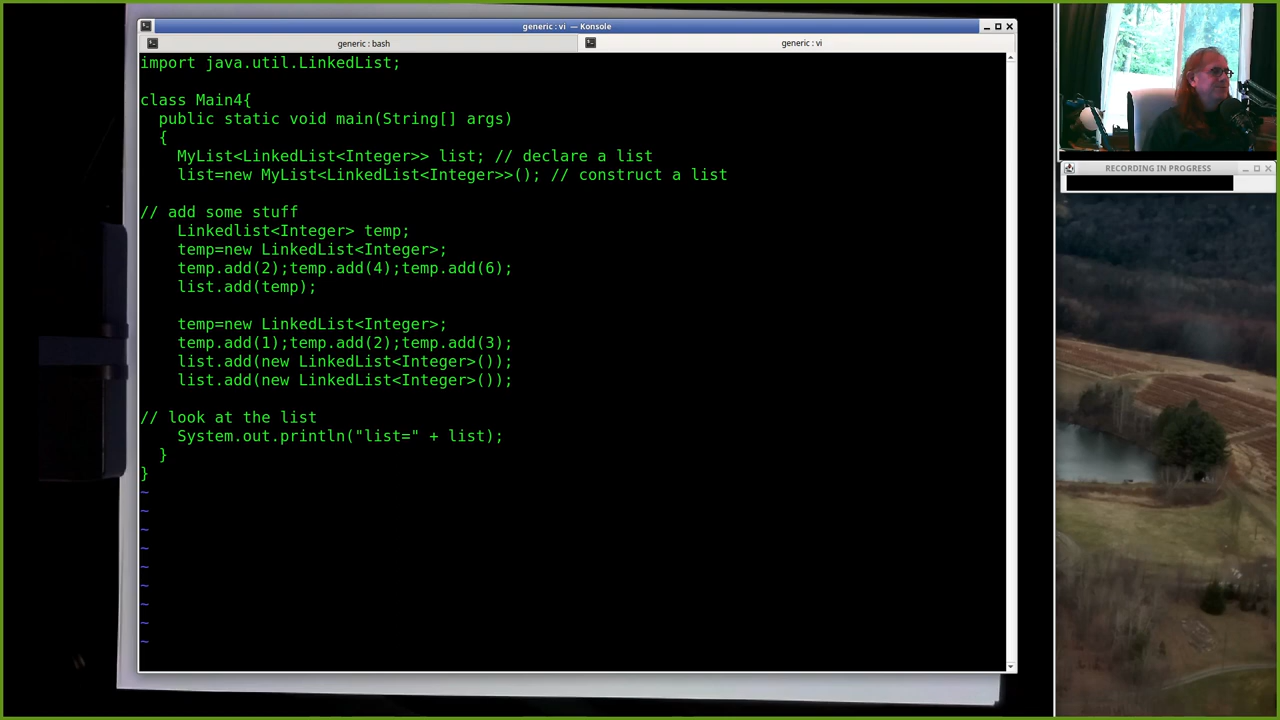 generic : vi — Konsole
generic : bash
generic : vi
import java.util.LinkedList;
class Main4{
public static void main(String[] args)
{
MyList<LinkedList<Integer>> list; // declare a list
list=new MyList<LinkedList<Integer>>(); // construct a list
// add some stuff
Linkedlist<Integer> temp;
temp=new LinkedList<Integer>;
temp.add(2);temp.add(4);temp.add(6);
list.add(temp);
temp=new LinkedList<Integer>;
temp.add(1);temp.add(2);temp.add(3);
list.add(new LinkedList<Integer>());
list.add(new LinkedList<Integer>());
// look at the list
System.out.println("list=" + list);
}
}
~
~
~
~
~
~
~
~
~
RECORDING IN PROGRESS